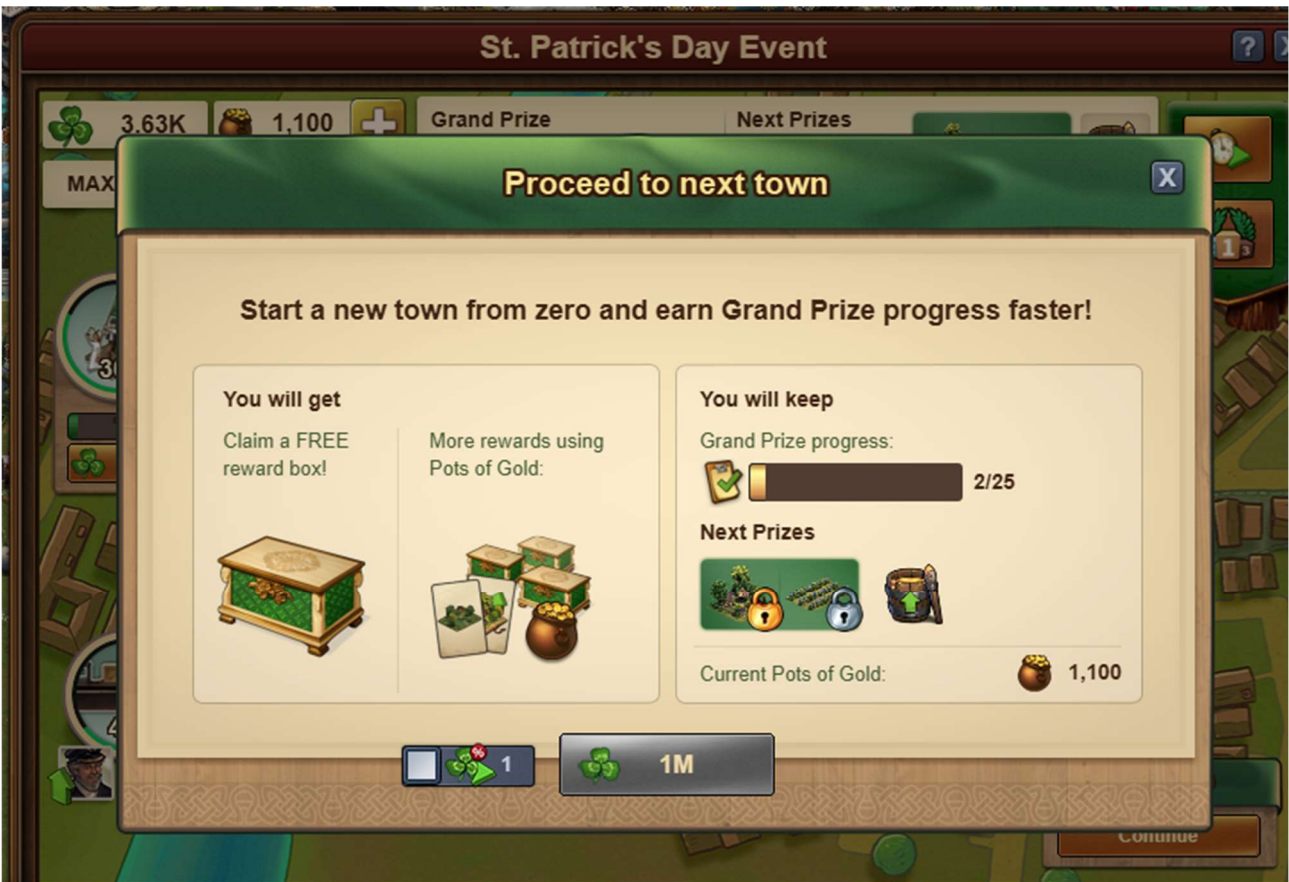 St. Patrick's Day Event
?
3.63K
1,100
Grand Prize
Next Prizes
MAX
Proceed to next town
X
1
3
Start a new town from zero and earn Grand Prize progress faster!
You will get
Claim a FREE
reward box!
More rewards using
Pots of Gold:
You will keep
Grand Prize progress:
2/25
Next Prizes
Current Pots of Gold:
1,100
%
1
1M
Continue